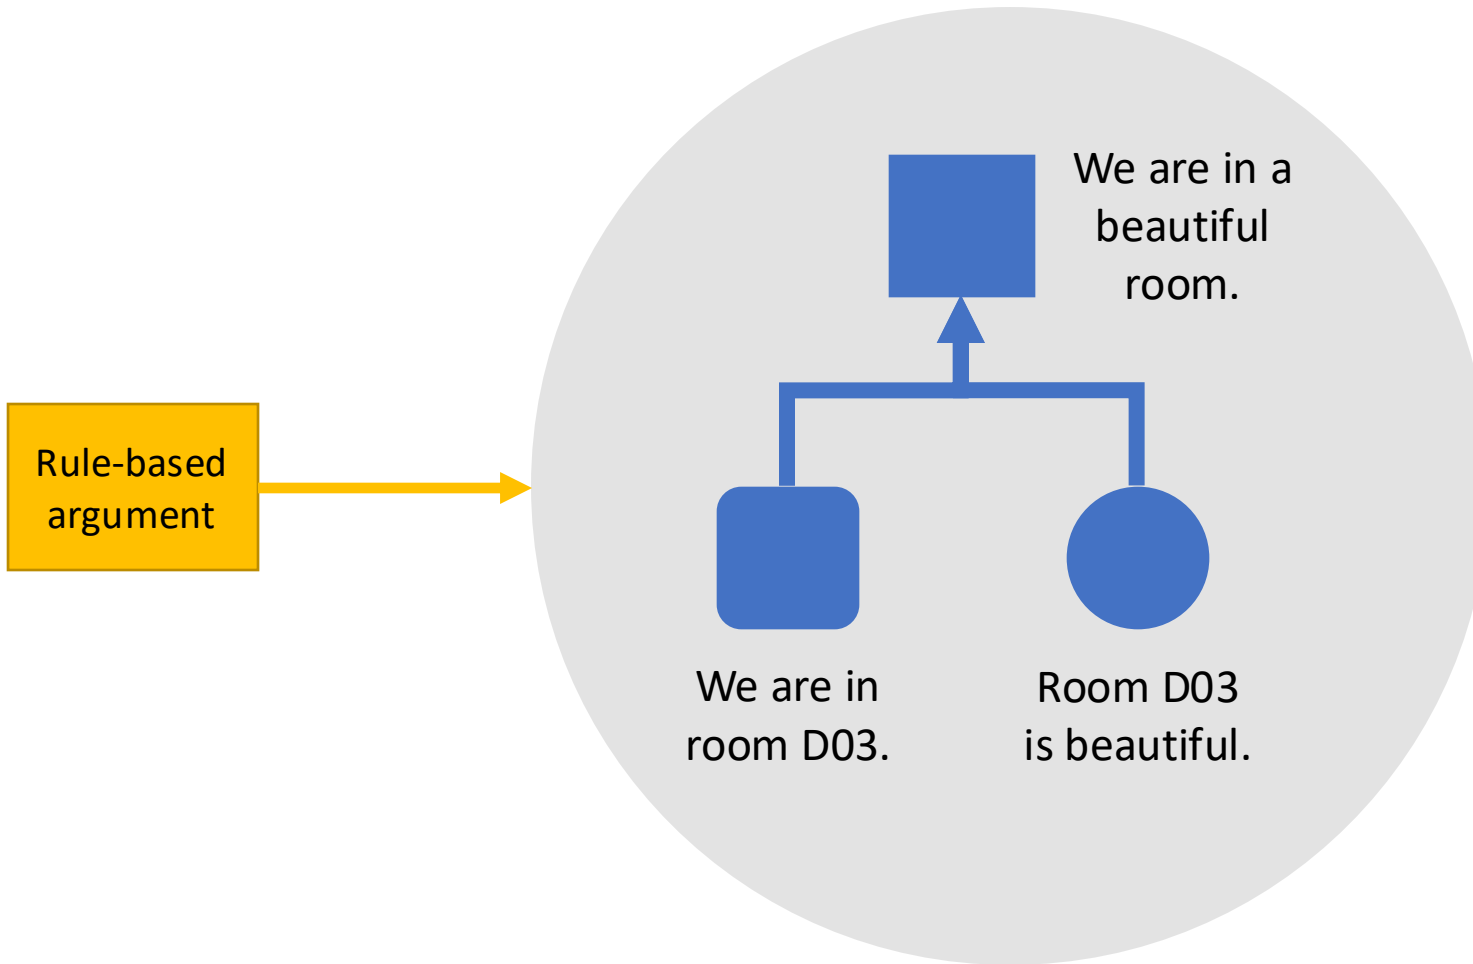 We are in a
beautiful
room.
Rule-based
argument
We are in
room D03.
Room D03
is beautiful.